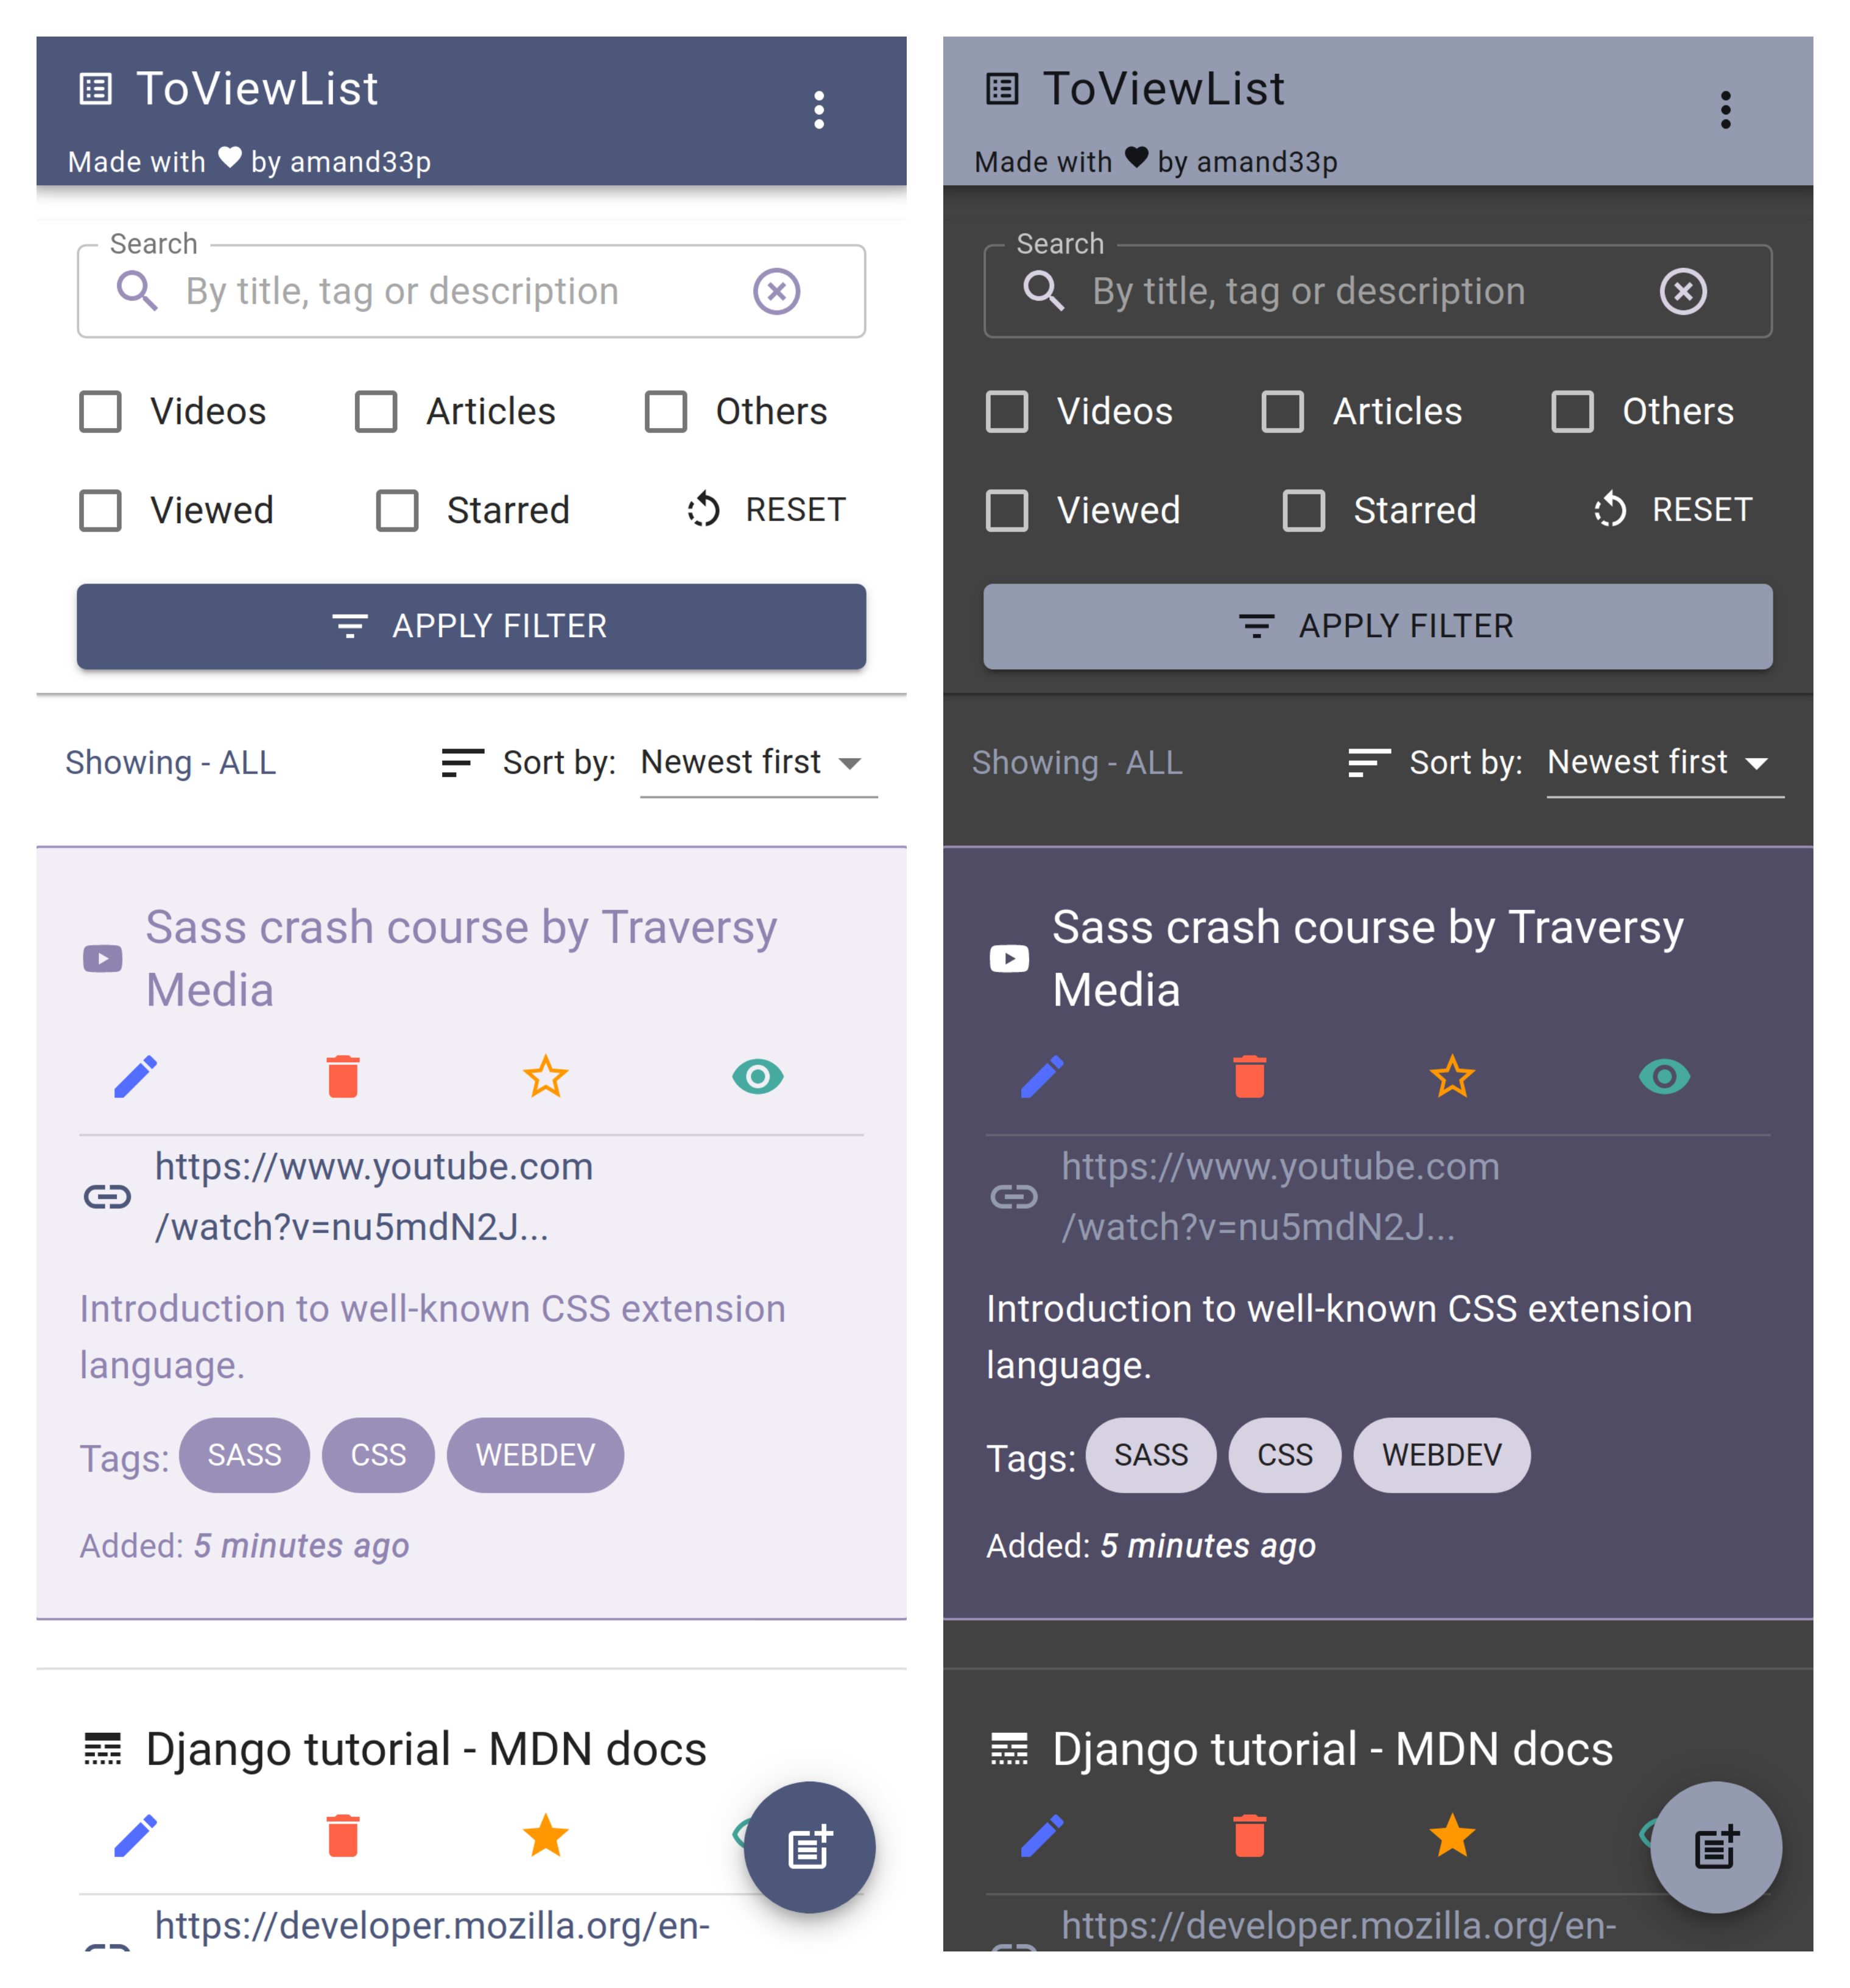 ToViewList
Made with by amand33p
Search
By title, tag or description
Videos Articles Others
Viewed Starred RESET
APPLY FILTER
Showing - ALL Sort by: Newest first
Sass crash course by Traversy
Media
https://www.youtube.com
/watch?v=nu5mdN2J...
Introduction to well-known CSS extension
language.
Tags: SASS CSS WEBDEV
Added: 5 minutes ago
Django tutorial - MDN docs
https://developer.mozilla.org/en-
ToViewList
Made with by amand33p
Search
By title, tag or description
Videos Articles Others
Viewed Starred RESET
APPLY FILTER
Showing - ALL Sort by: Newest first
Sass crash course by Traversy
Media
https://www.youtube.com
/watch?v=nu5mdN2J...
Introduction to well-known CSS extension
language.
Tags: SASS CSS WEBDEV
Added: 5 minutes ago
Django tutorial - MDN docs
https://developer.mozilla.org/en-